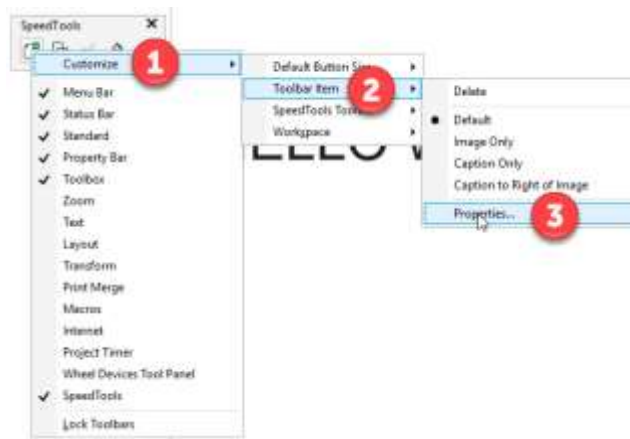 SpeedTools
Customize
1
Menu Bar
Status Bar
Standard
Property Bar
Toolbox
Zoom
Text
Layout
Transform
Print Merge
Macros
Internet
Project Timer
Wheel Devices Tool Panel
SpeedTools
Lock Toolbars
Default Button
Toolbar Item
2
SpeedTools
Workspace
Delete
Default
Image Only
Caption Only
Caption to Right of Image
Properties...
3